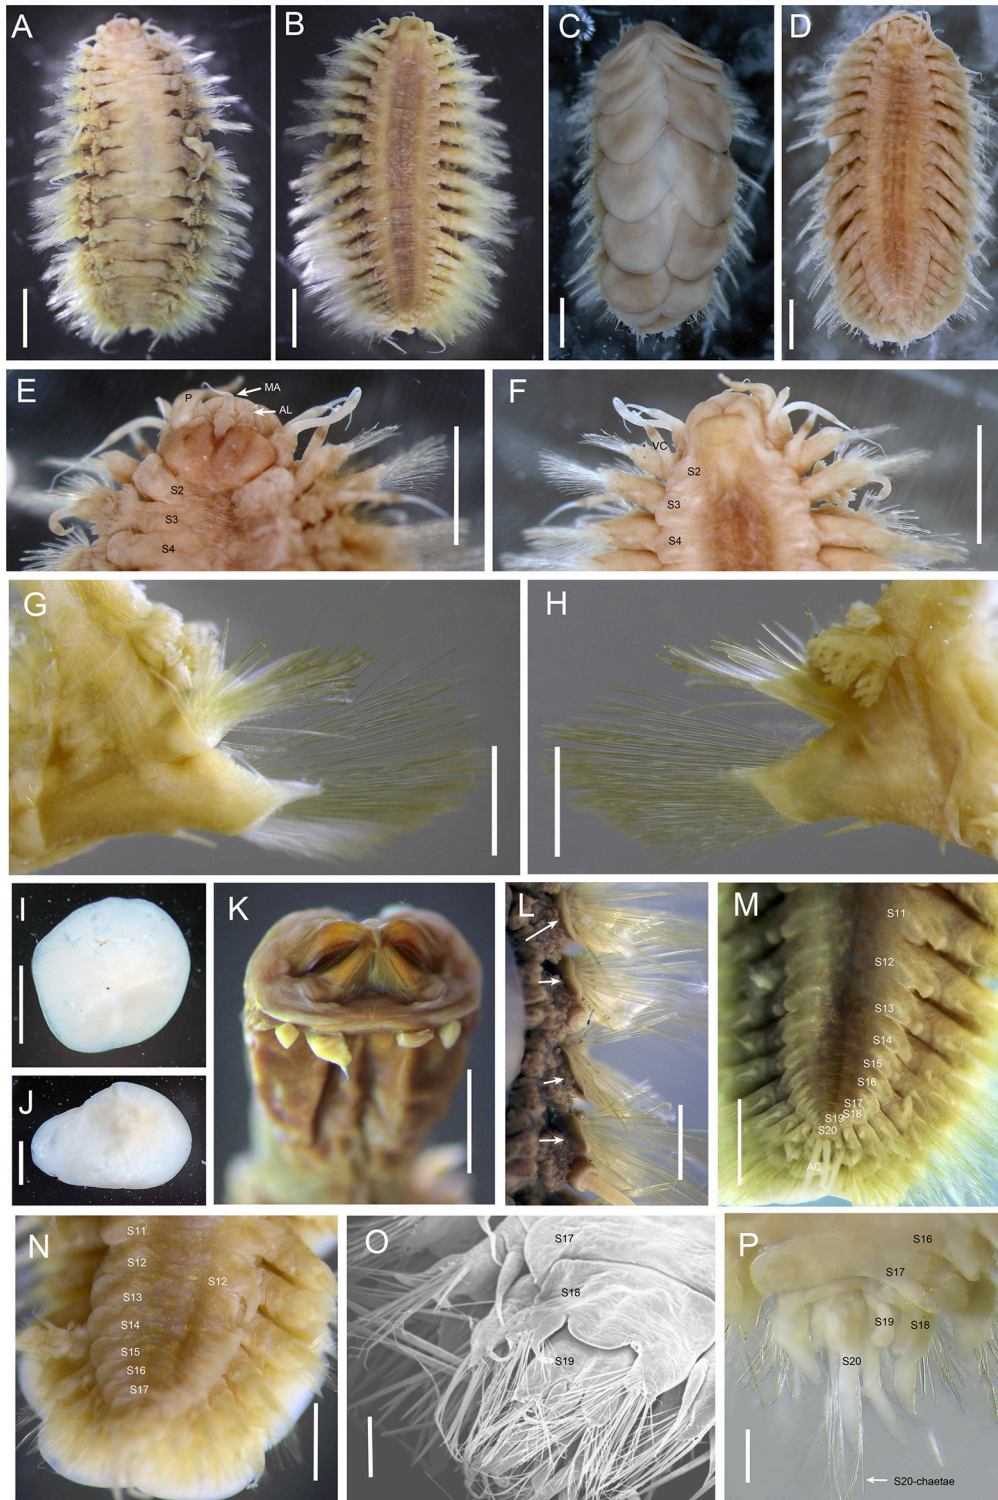 A
B
C
D
E
P
MA
AL
S2
S3
S4
F
VC
S2
S3
S4
G
H
I
J
K
L
M
S11
S12
S13
S14
S15
S16
S17
S18
S19
S20
AC
N
S11
S12
S12
S13
S14
S15
S16
S17
O
S17
S18
S19
P
S16
S17
S19
S18
S20
S20-chaetae